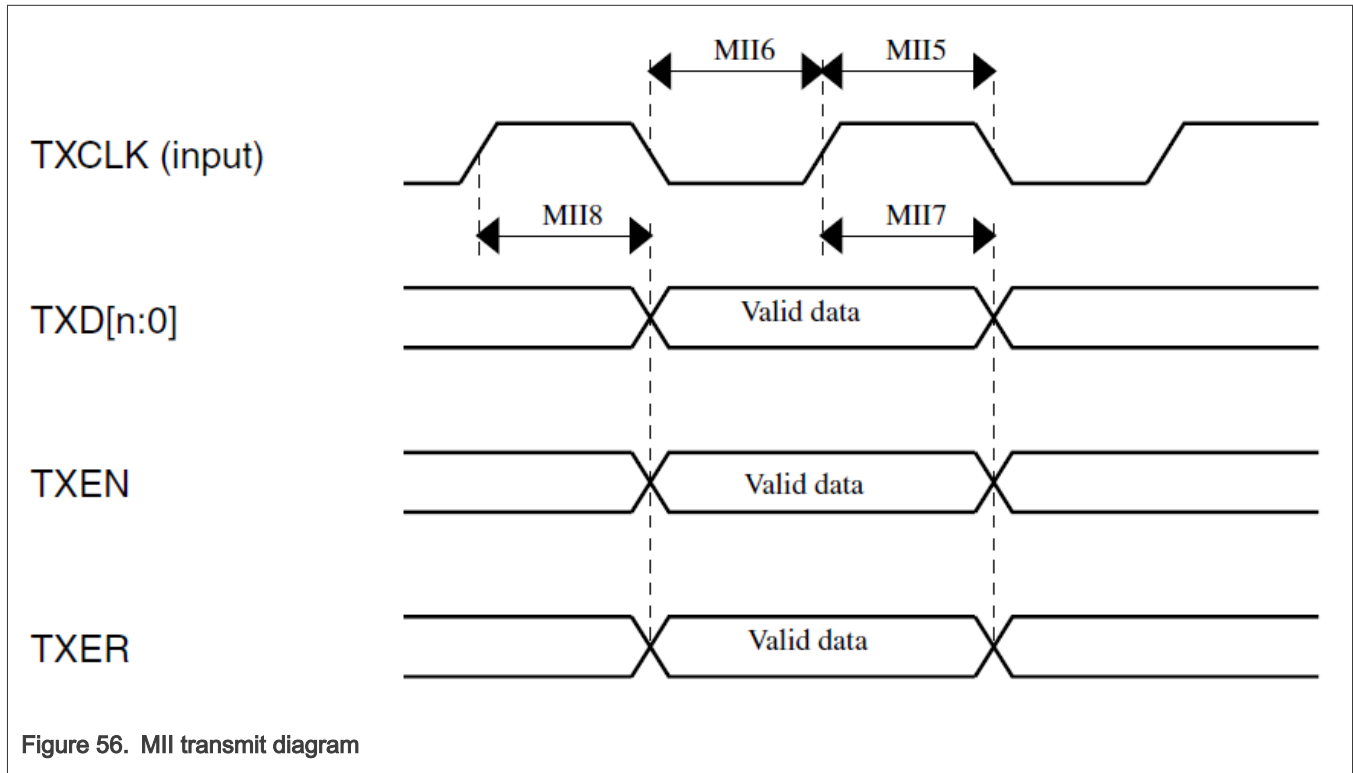 MII6 MII5
TXCLK (input)
MII8 MII7
TXD[n:0] Valid data
TXEN Valid data
TXER Valid data
Figure 56. MII transmit diagram